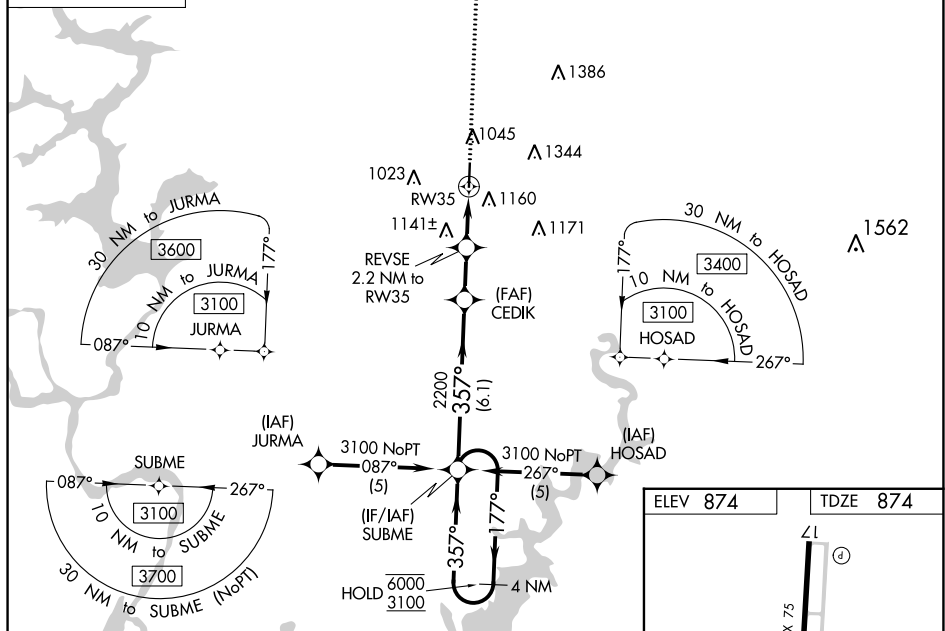 1386
1045
1344
1023
RW35
1160
1141±
1171
1562
REVSE
2.2 NM to
RW35
(FAF)
CEDIK
30 NM to JURMA
3600
177°
10 NM to JURMA
3100
JURMA
087°
30 NM to HOSAD
3400
177°
10 NM to HOSAD
3100
HOSAD
267°
2200
357°
(6.1)
(IAF)
JURMA
3100 NoPT
087°
(5)
3100 NoPT
267°
(5)
(IAF)
HOSAD
(IF/IAF)
SUBME
357°
177°
HOLD
6000
3100
4 NM
SUBME
087°
267°
3100
10 NM to SUBME
3700
30 NM to SUBME (NoPT)
ELEV 874
TDZE 874
17
P
X 75